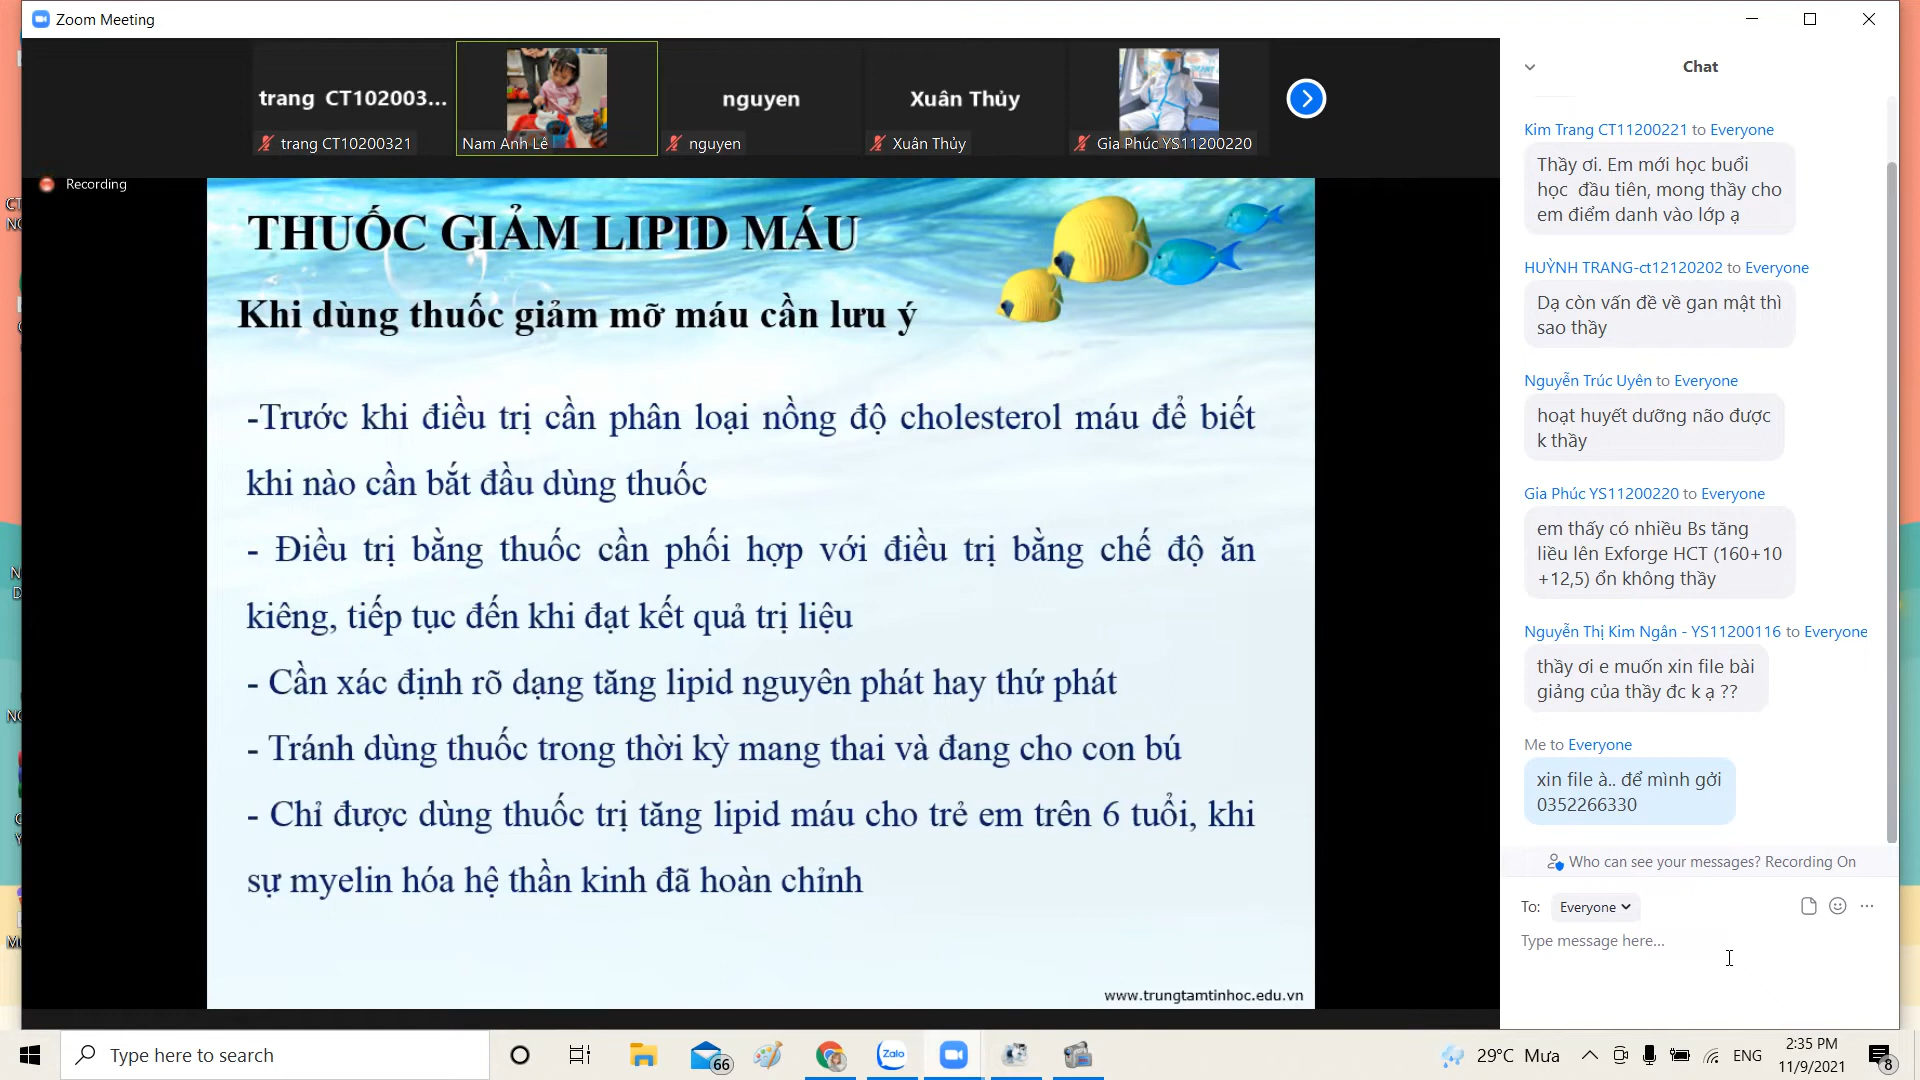 Zoom Meeting
trang CT102003...
nguyen
Xuân Thủy
trang CT10200321
Nam Anh Lê
nguyen
Xuân Thủy
Gia Phúc YS11200220
Recording
THUỐC GIẢM LIPID MÁU
Khi dùng thuốc giảm mỡ máu cần lưu ý
-Trước khi điều trị cần phân loại nồng độ cholesterol máu để biết
khi nào cần bắt đầu dùng thuốc
- Điều trị bằng thuốc cần phối hợp với điều trị bằng chế độ ăn
kiêng, tiếp tục đến khi đạt kết quả trị liệu
- Cần xác định rõ dạng tăng lipid nguyên phát hay thứ phát
- Tránh dùng thuốc trong thời kỳ mang thai và đang cho con bú
- Chỉ được dùng thuốc trị tăng lipid máu cho trẻ em trên 6 tuổi, khi
sự myelin hóa hệ thần kinh đã hoàn chỉnh
www.trungtamtinhoc.edu.vn
Chat
Kim Trang CT11200221 to Everyone
Thầy ơi. Em mới học buổi
học đầu tiên, mong thầy cho
em điểm danh vào lớp ạ
HUỲNH TRANG-ct12120202 to Everyone
Dạ còn vấn đề về gan mật thì
sao thầy
Nguyễn Trúc Uyên to Everyone
hoạt huyết dưỡng não được
k thầy
Gia Phúc YS11200220 to Everyone
em thấy có nhiều Bs tăng
liều lên Exforge HCT (160+10
+12,5) ổn không thầy
Nguyễn Thị Kim Ngân - YS11200116 to Everyone
thầy ơi e muốn xin file bài
giảng của thầy đc k ạ ??
Me to Everyone
xin file à.. để mình gởi
0352266330
Who can see your messages? Recording On
To: Everyone
Type message here...
Type here to search
66
Zalo
29°C Mưa
ENG
2:35 PM
11/9/2021
8